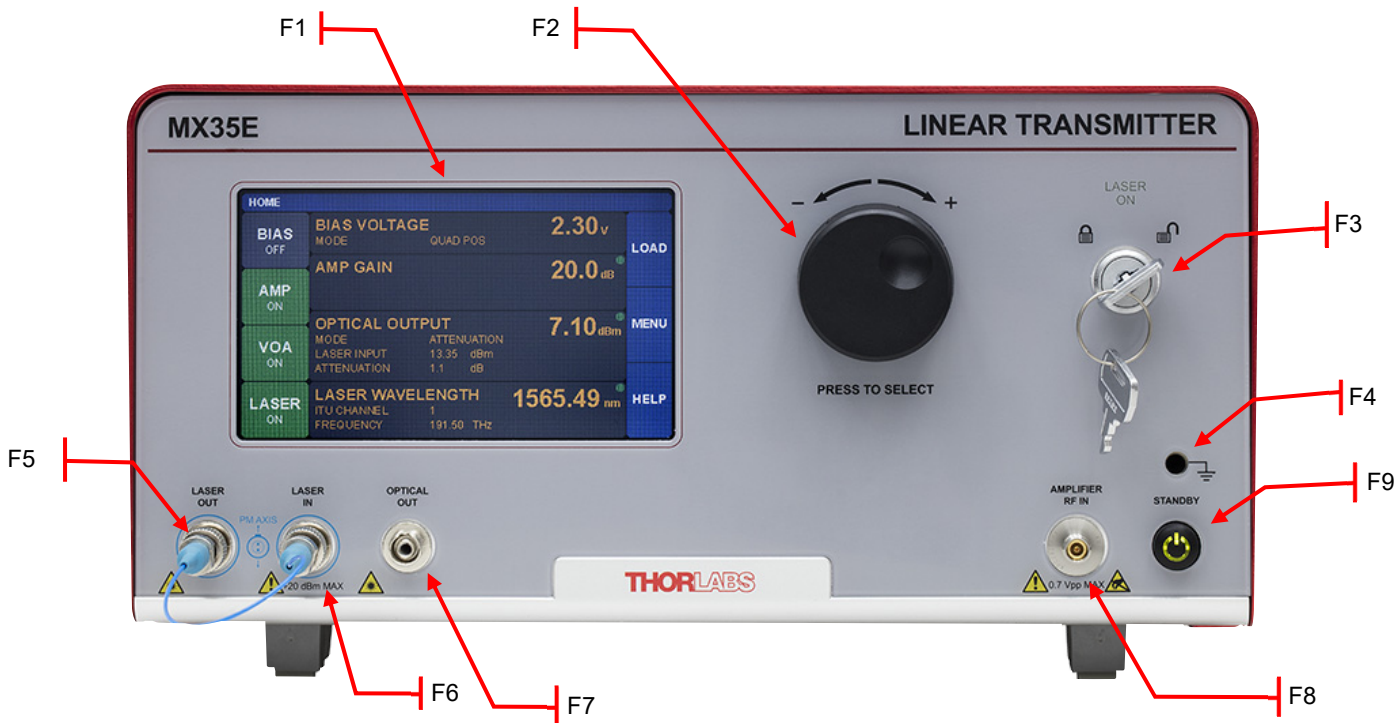 F1
F2
MX35E
LINEAR TRANSMITTER
LASER
ON
HOME
BIAS
OFF
BIAS VOLTAGE
2.30 v
MODE QUAD POS
LOAD
AMP GAIN
20.0 dB
AMP
ON
OPTICAL OUTPUT
7.10 dBm
MODE ATTENUATION
LASER INPUT 13.35 dBm
ATTENUATION 1.1 dB
MENU
VOA
ON
LASER
ON
LASER WAVELENGTH
1565.49 nm
ITU CHANNEL 1
FREQUENCY 191.50 THz
HELP
- +
PRESS TO SELECT
F3
F4
F5
F9
LASER
OUT
PM AXIS
LASER
IN
OPTICAL
OUT
AMPLIFIER
RF IN
STANDBY
+20 dBm MAX
THORLABS
0.7 Vpp MAX
F6
F7
F8